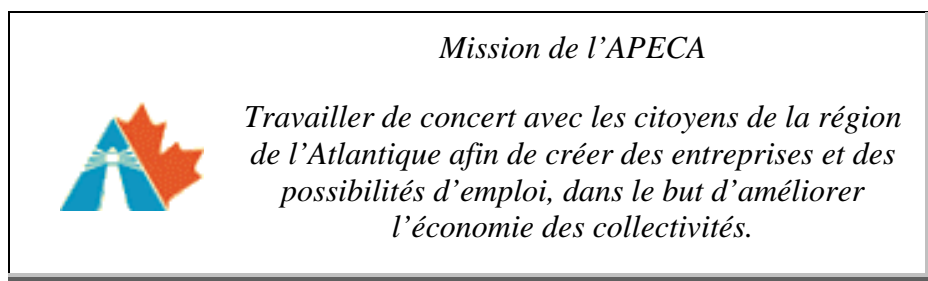 Mission de l’APECA
Travailler de concert avec les citoyens de la région
de l’Atlantique afin de créer des entreprises et des
possibilités d’emploi, dans le but d’améliorer
l’économie des collectivités.